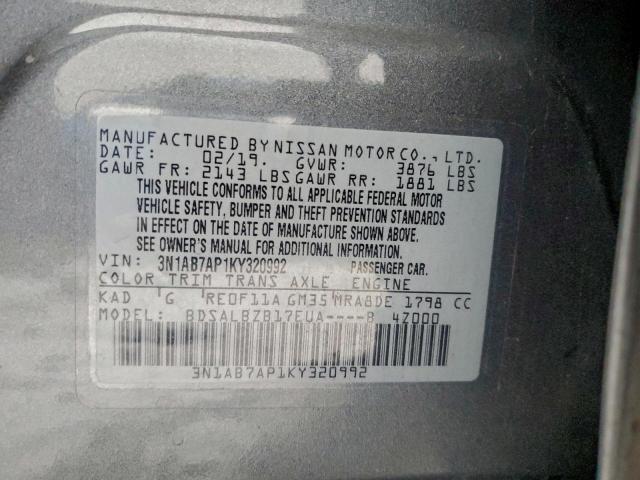 MANUFACTURED BY NISSAN MOTOR CO., LTD.
DATE: 02/19. GVWR: 3876 LBS
GAWR FR: 2143 LBS GAWR RR: 1881 LBS
THIS VEHICLE CONFORMS TO ALL APPLICABLE FEDERAL MOTOR
VEHICLE SAFETY, BUMPER AND THEFT PREVENTION STANDARDS
IN EFFECT ON THE DATE OF MANUFACTURE SHOWN ABOVE.
SEE OWNER'S MANUAL FOR ADDITIONAL INFORMATION.
VIN: 3N1AB7AP1KY320992 PASSENGER CAR.
COLOR TRIM TRANS AXLE ENGINE
KAD G RE0F11A GM35 MRA8DE 1798 CC
MODEL: BDSALBZB17EUA----B 4Z000
3N1AB7AP1KY320992